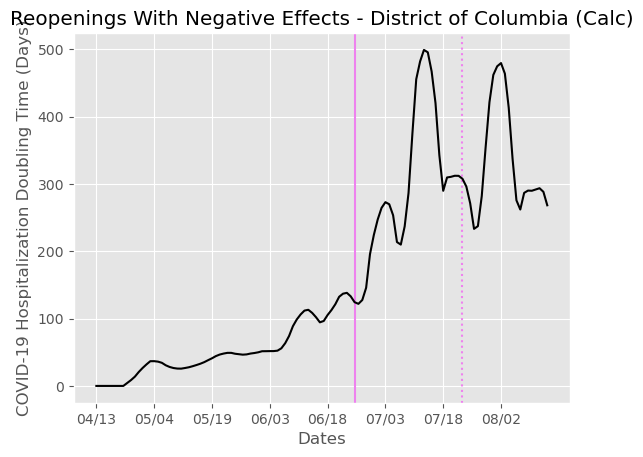 Reopenings With Negative Effects - District of Columbia (Calc)
COVID-19 Hospitalization Doubling Time (Days)
500
400
300
200
100
0
04/13 05/04 05/19 06/03 06/18 07/03 07/18 08/02
Dates